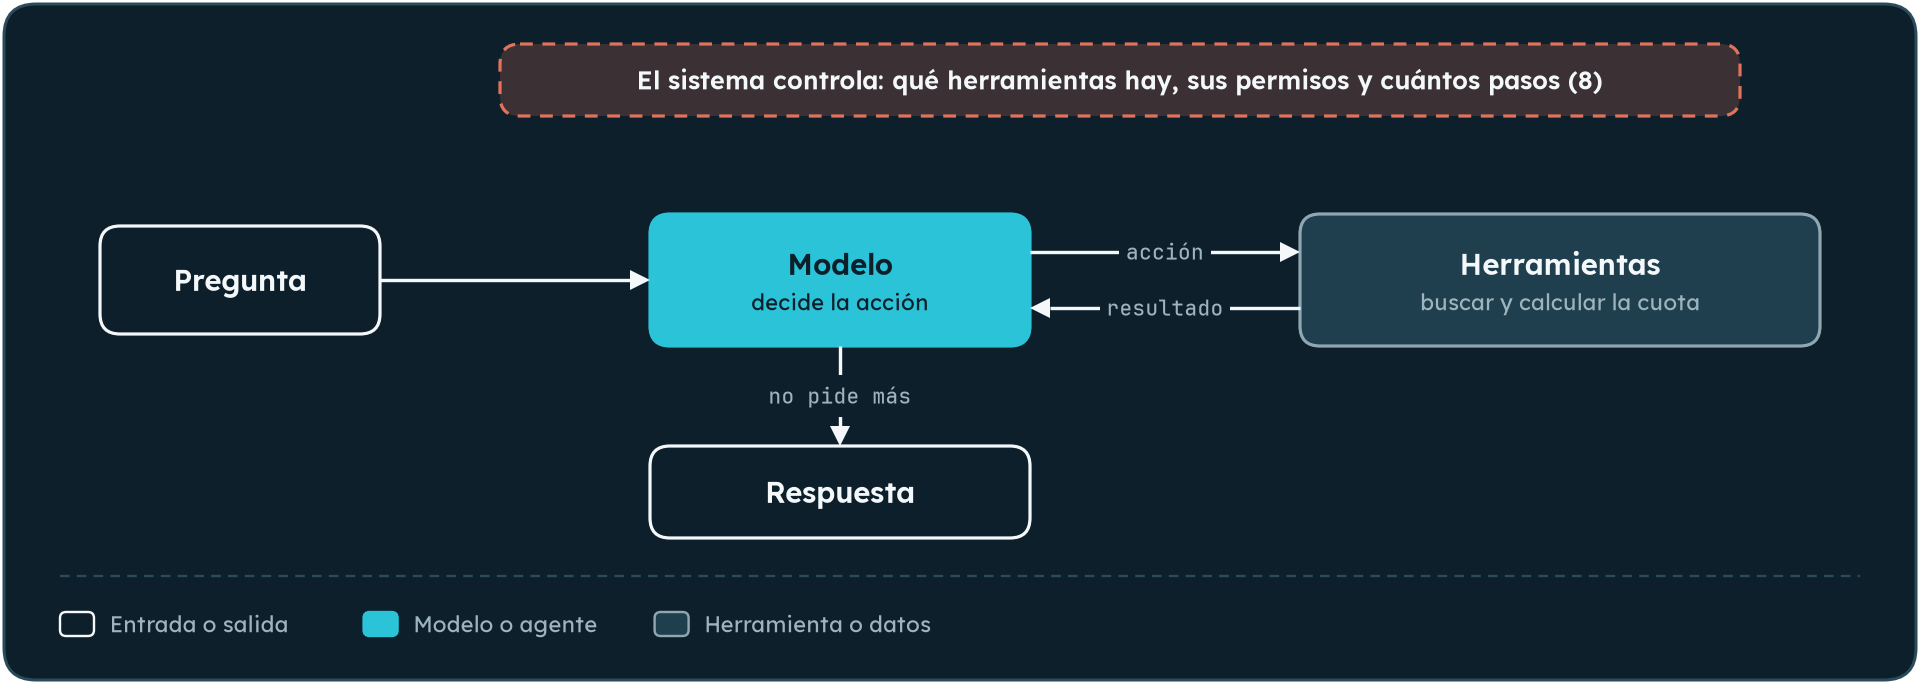 El sistema controla: qué herramientas hay, sus permisos y cuántos pasos (8)
Pregunta
Modelo
decide la acción
acción
resultado
Herramientas
buscar y calcular la cuota
no pide más
Respuesta
Entrada o salida
Modelo o agente
Herramienta o datos